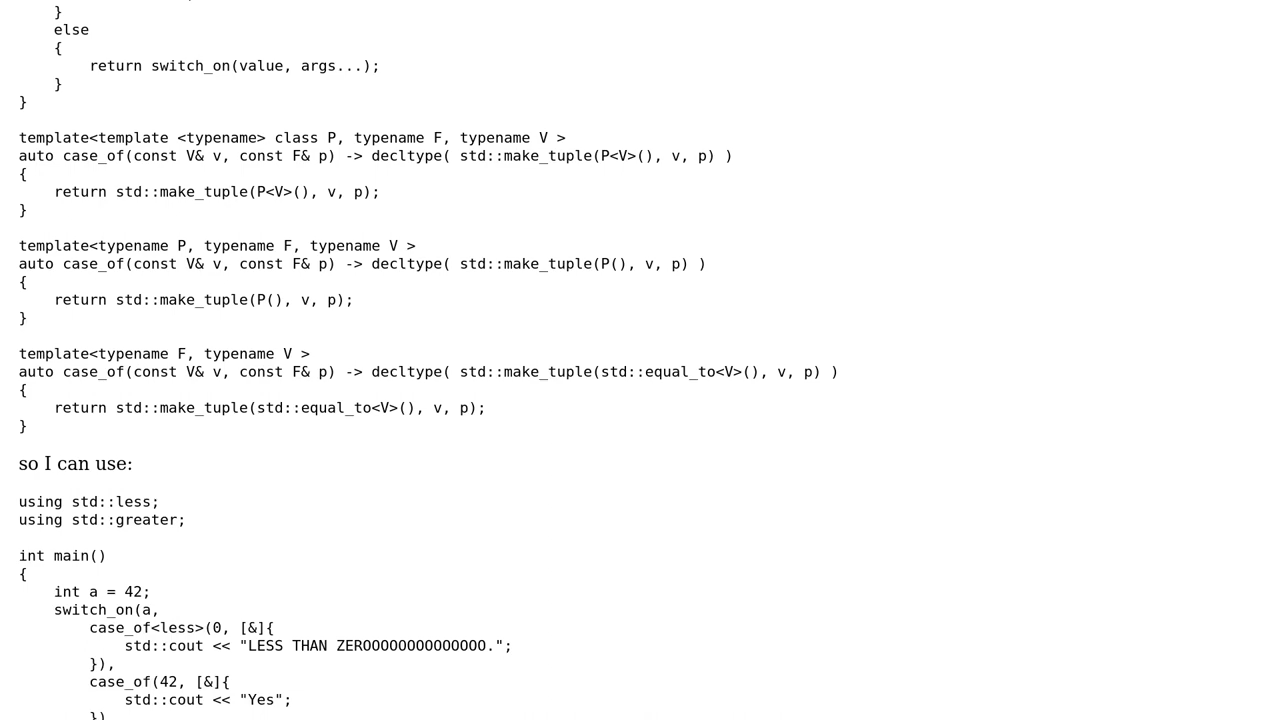 }
    else
    {
        return switch_on(value, args...);
    }
}

template<template <typename> class P, typename F, typename V >
auto case_of(const V& v, const F& p) -> decltype( std::make_tuple(P<V>(), v, p) )
{
    return std::make_tuple(P<V>(), v, p);
}

template<typename P, typename F, typename V >
auto case_of(const V& v, const F& p) -> decltype( std::make_tuple(P(), v, p) )
{
    return std::make_tuple(P(), v, p);
}

template<typename F, typename V >
auto case_of(const V& v, const F& p) -> decltype( std::make_tuple(std::equal_to<V>(), v, p) )
{
    return std::make_tuple(std::equal_to<V>(), v, p);
}

so I can use:

using std::less;
using std::greater;

int main()
{
    int a = 42;
    switch_on(a,
        case_of<less>(0, [&]{
            std::cout << "LESS THAN ZEROOOOOOOOOOOOOO.";
        }),
        case_of(42, [&]{
            std::cout << "Yes";
        })